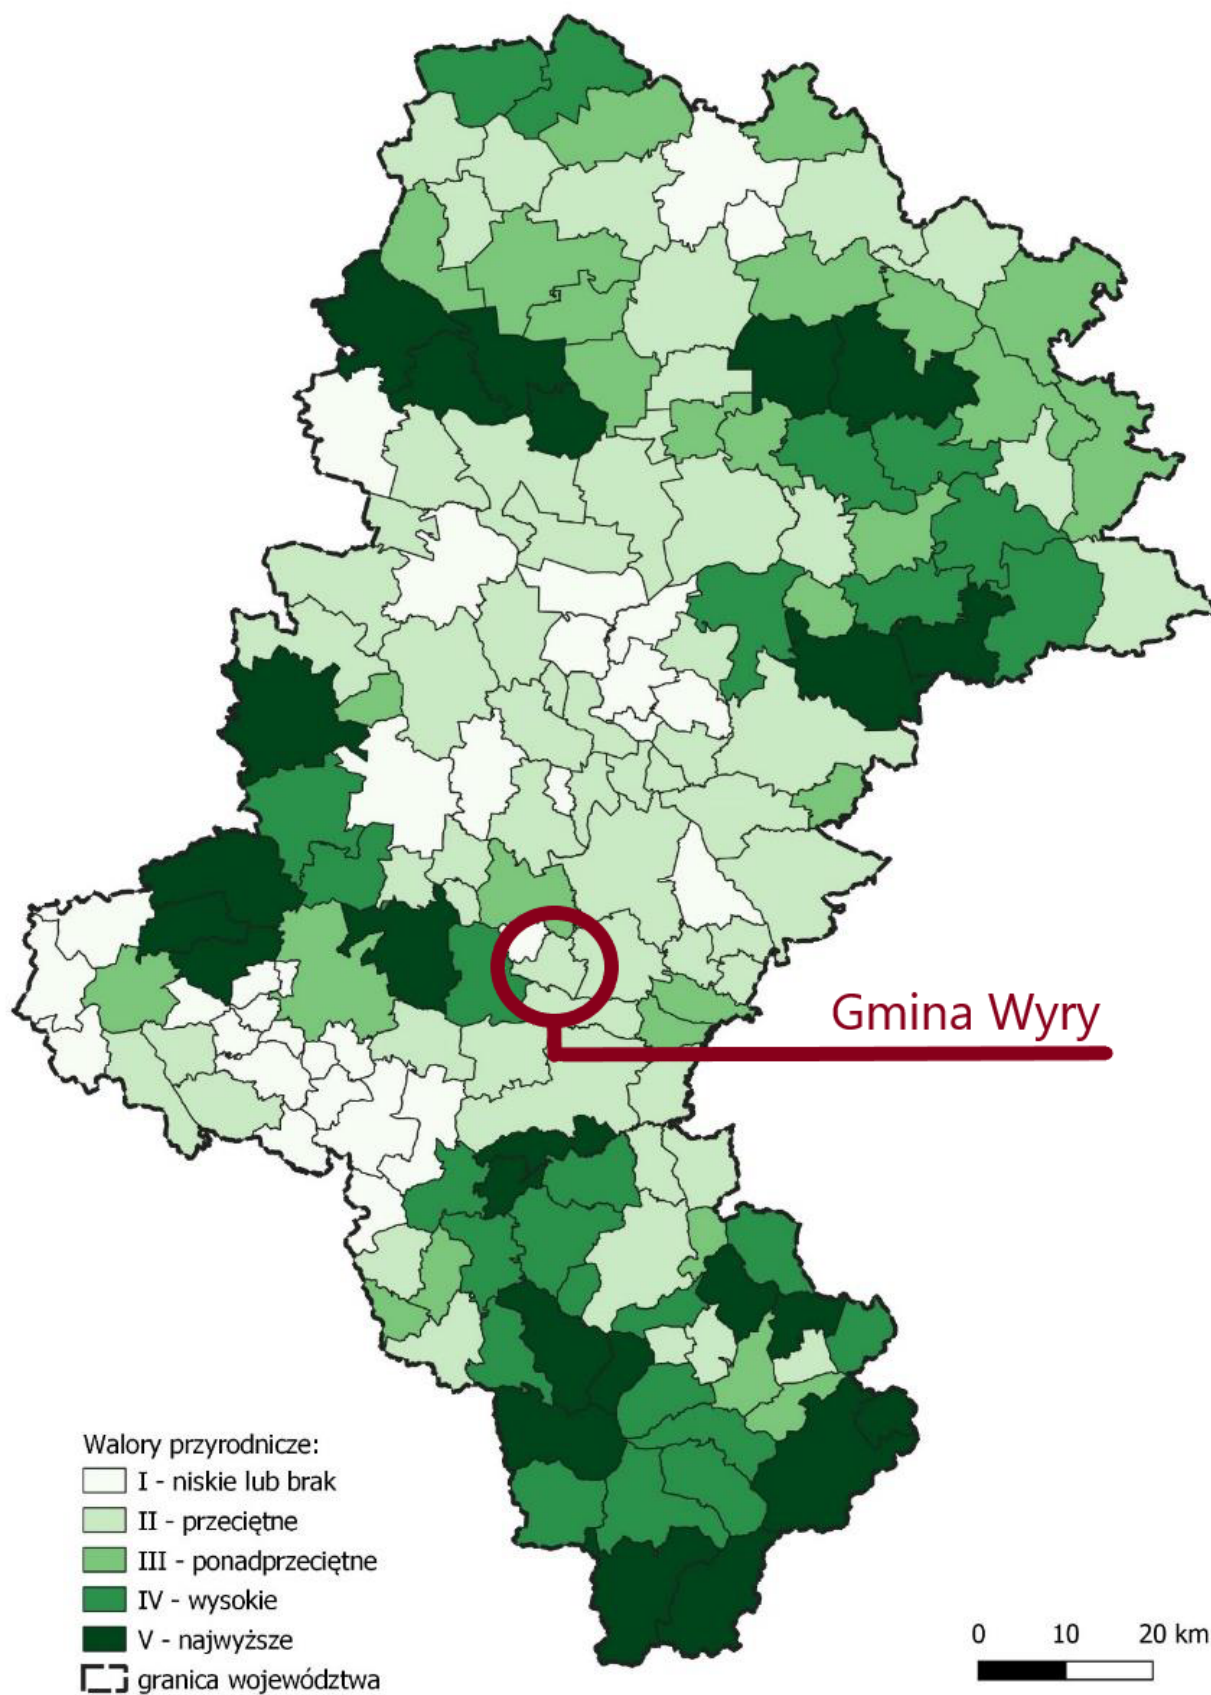 Gmina Wyry
Walory przyrodnicze:
I - niskie lub brak
II - przeciętne
III - ponadprzeciętne
IV - wysokie
V - najwyższe
granica województwa
0 10 20 km